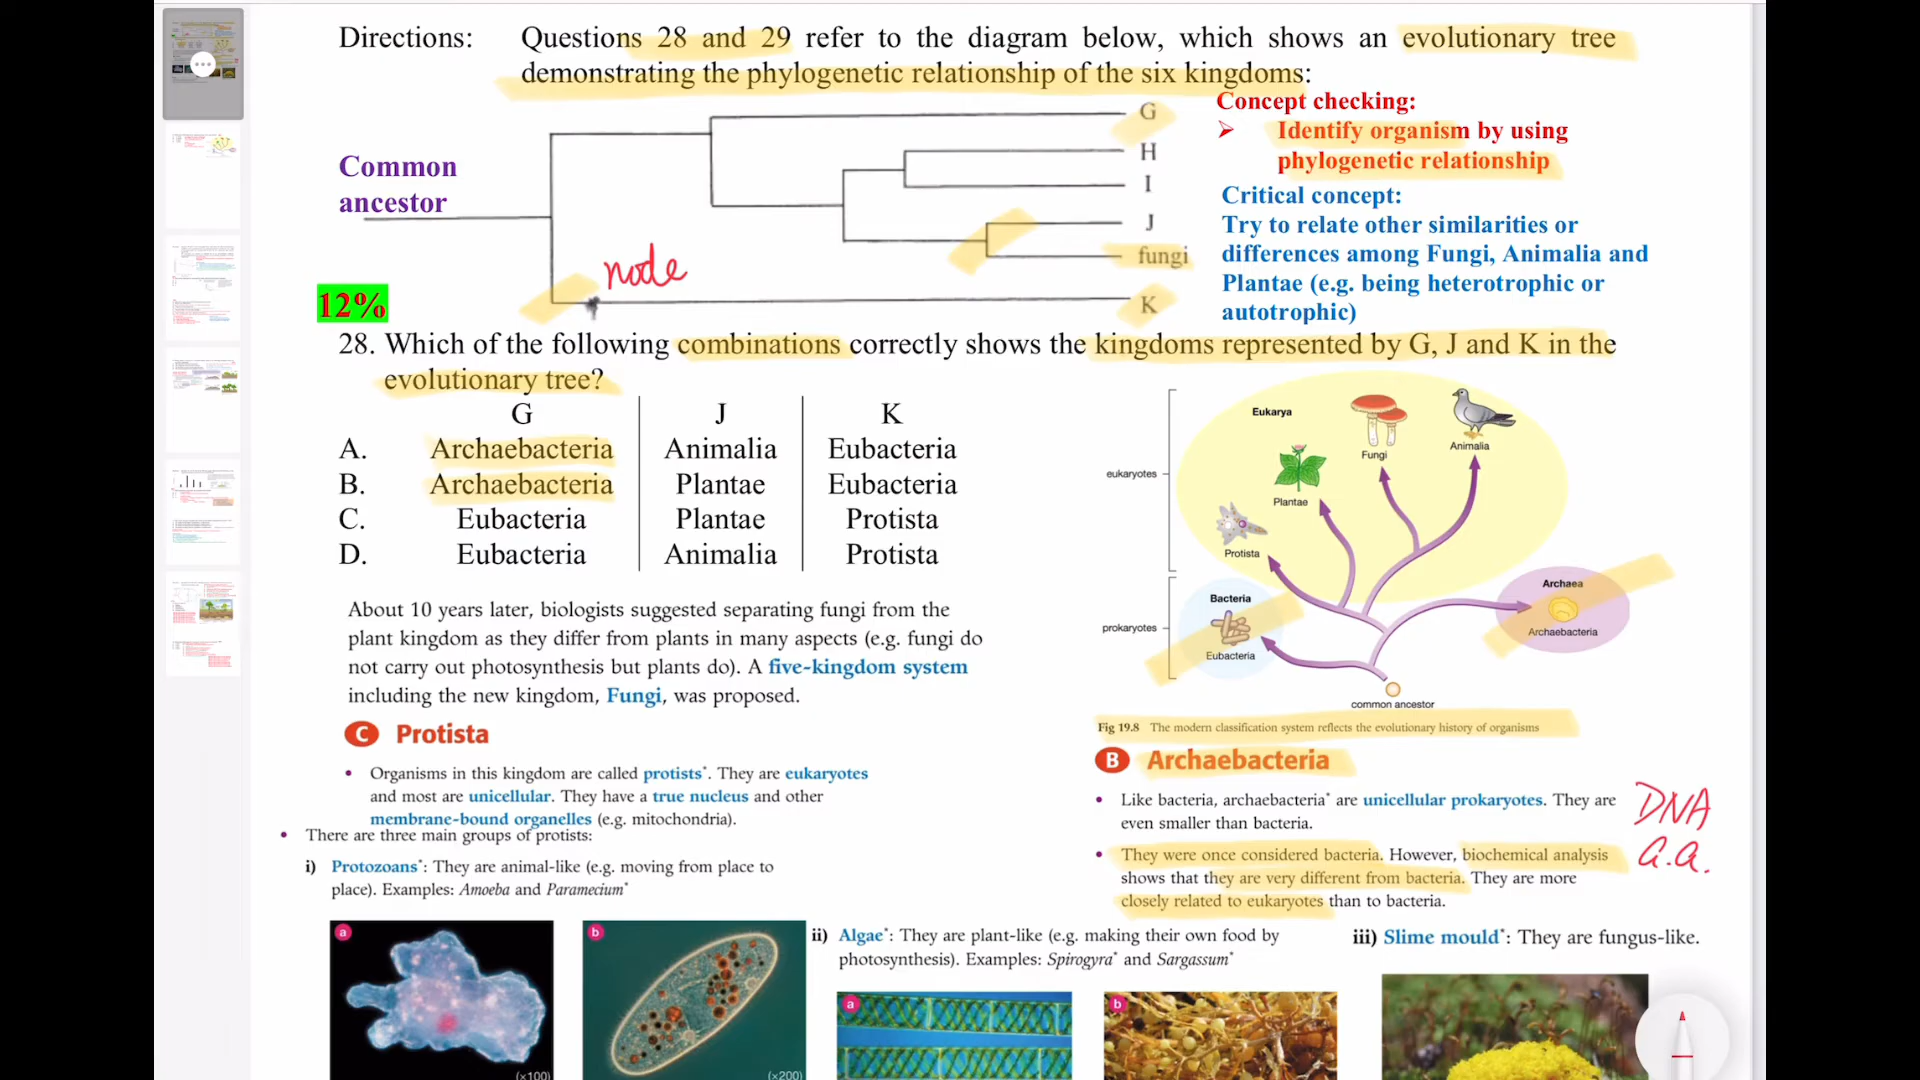 Directions: Questions 28 and 29 refer to the diagram below, which shows an evolutionary tree
demonstrating the phylogenetic relationship of the six kingdoms:
Common
ancestor
G
H
I
J
fungi
K
node
12%
Concept checking:
➢ Identify organism by using
phylogenetic relationship
Critical concept:
Try to relate other similarities or
differences among Fungi, Animalia and
Plantae (e.g. being heterotrophic or
autotrophic)
28. Which of the following combinations correctly shows the kingdoms represented by G, J and K in the
evolutionary tree?
G J K
A. Archaebacteria Animalia Eubacteria
B. Archaebacteria Plantae Eubacteria
C. Eubacteria Plantae Protista
D. Eubacteria Animalia Protista
Eukarya
Fungi
Animalia
eukaryotes
Plantae
Protista
Archaea
Bacteria
prokaryotes
Archaebacteria
Eubacteria
common ancestor
Fig 19.8 The modern classification system reflects the evolutionary history of organisms
About 10 years later, biologists suggested separating fungi from the
plant kingdom as they differ from plants in many aspects (e.g. fungi do
not carry out photosynthesis but plants do). A five-kingdom system
including the new kingdom, Fungi, was proposed.
C Protista
• Organisms in this kingdom are called protists*. They are eukaryotes
and most are unicellular. They have a true nucleus and other
membrane-bound organelles (e.g. mitochondria).
• There are three main groups of protists:
i) Protozoans*: They are animal-like (e.g. moving from place to
place). Examples: Amoeba and Paramecium*
B Archaebacteria
• Like bacteria, archaebacteria* are unicellular prokaryotes. They are
even smaller than bacteria.
• They were once considered bacteria. However, biochemical analysis
shows that they are very different from bacteria. They are more
closely related to eukaryotes than to bacteria.
DNA
a.a.
ii) Algae*: They are plant-like (e.g. making their own food by
photosynthesis). Examples: Spirogyra* and Sargassum*
iii) Slime mould*: They are fungus-like.
a
(×100)
b
(×200)
a
b